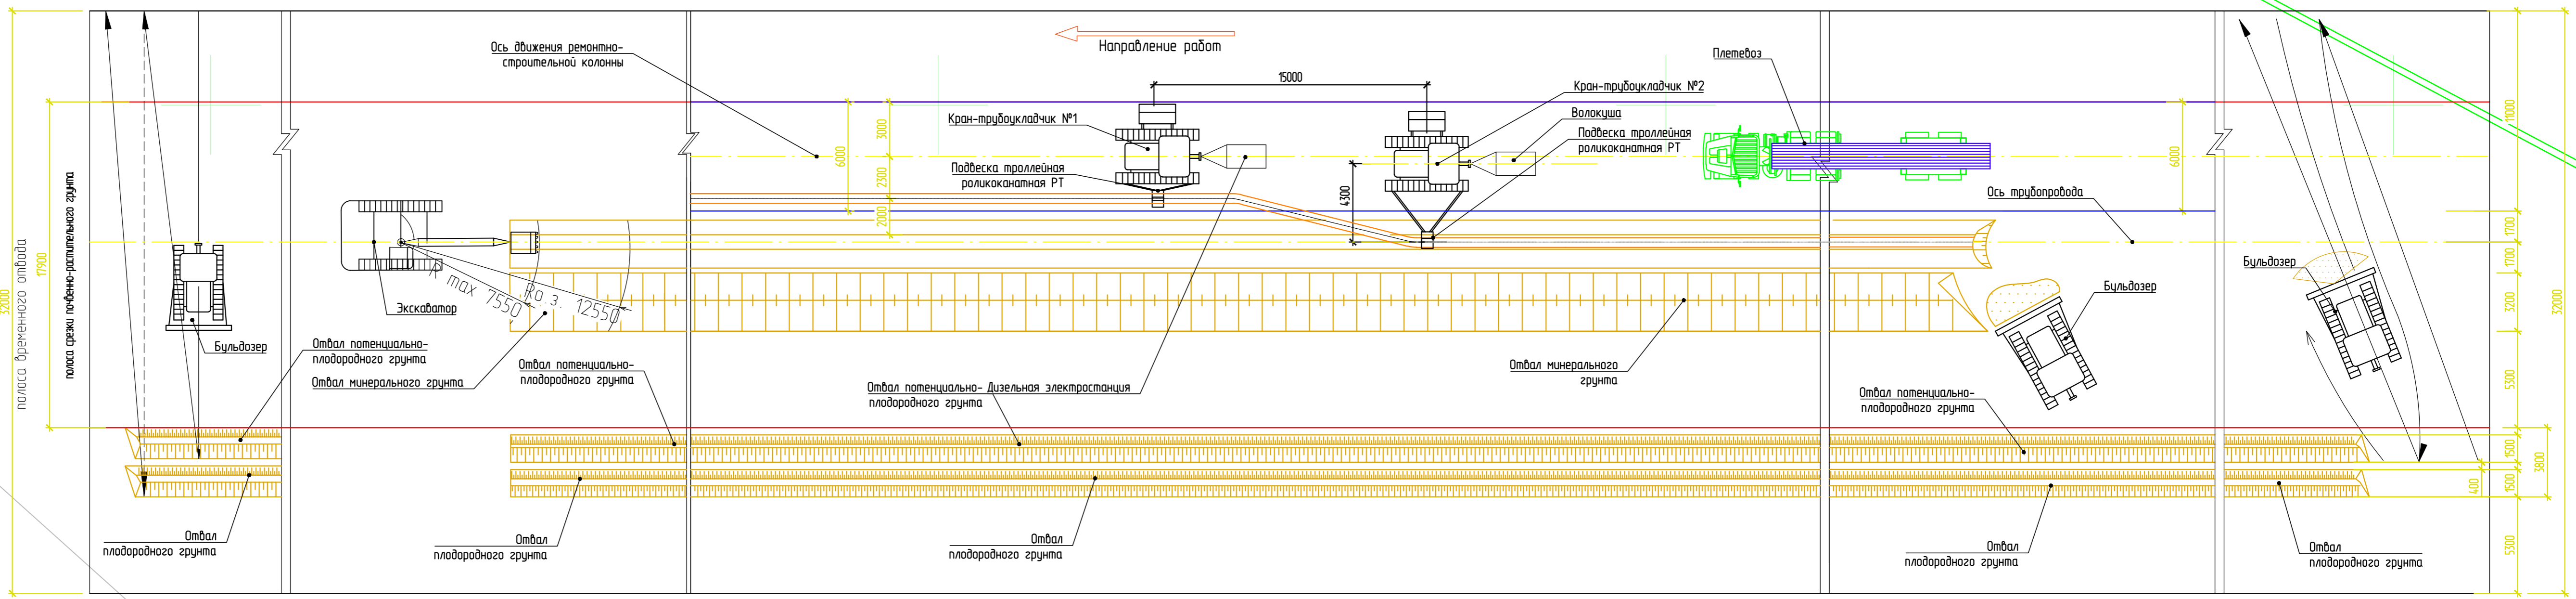 Направление работ
Ось движения ремонтно-
строительной колонны
15000
Плетевоз
Кран-трубоукладчик №2
Кран-трубоукладчик №1
Волокуша
Подвеска троллейная
роликоканатная РТ
Подвеска троллейная
роликоканатная РТ
3000
6000
2300
2000
4300
6000
11000
Ось трубопровода
полоса временного отвода
32000
17900
полоса срезки почвенно-растительного грунта
1700
1700
3200
5300
32000
Экскаватор
R max 7550
Rо.з. 12550
Бульдозер
Бульдозер
Бульдозер
Отвал потенциально-
плодородного грунта
Отвал минерального грунта
Отвал потенциально-
плодородного грунта
Отвал потенциально-
плодородного грунта
Дизельная электростанция
Отвал минерального
грунта
Отвал потенциально-
плодородного грунта
1500
400
1500
3800
5300
Отвал
плодородного грунта
Отвал
плодородного грунта
Отвал
плодородного грунта
Отвал
плодородного грунта
Отвал
плодородного грунта